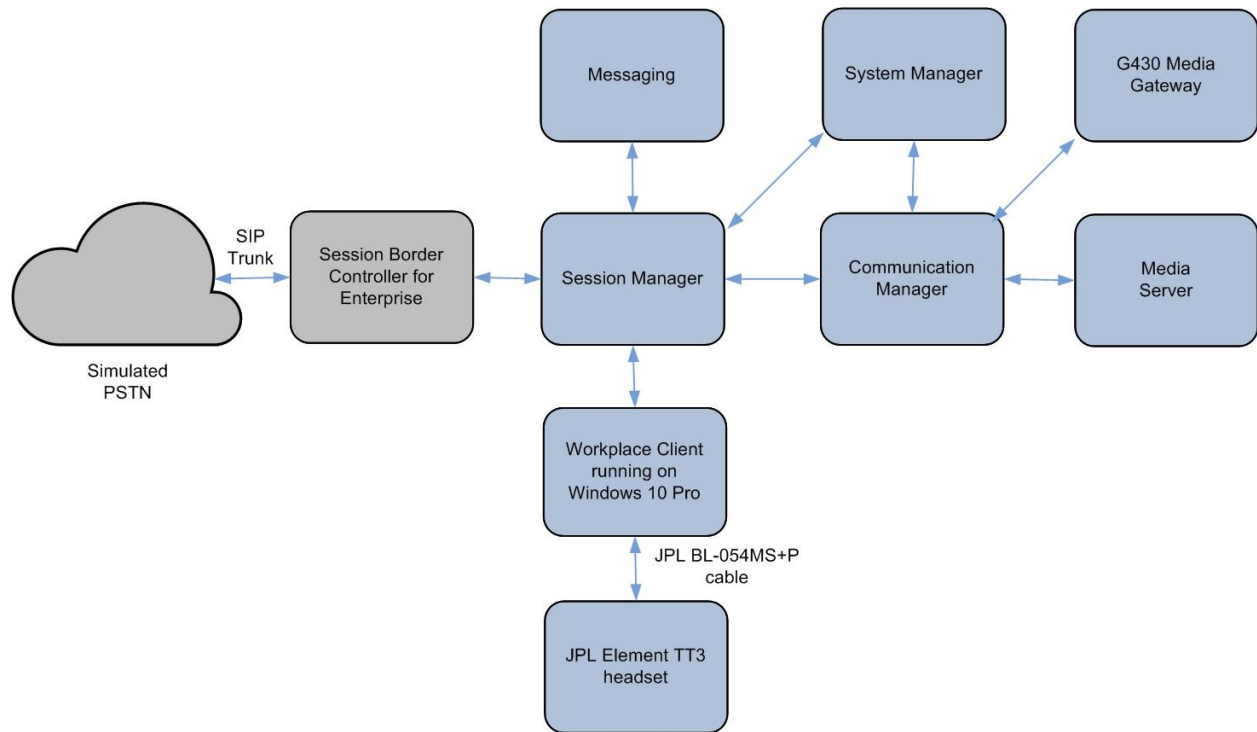 Messaging
System Manager
G430 Media
Gateway
SIP
Trunk
Session Border
Controller for
Enterprise
Session Manager
Communication
Manager
Media
Server
Simulated
PSTN
Workplace Client
running on
Windows 10 Pro
JPL BL-054MS+P
cable
JPL Element TT3
headset